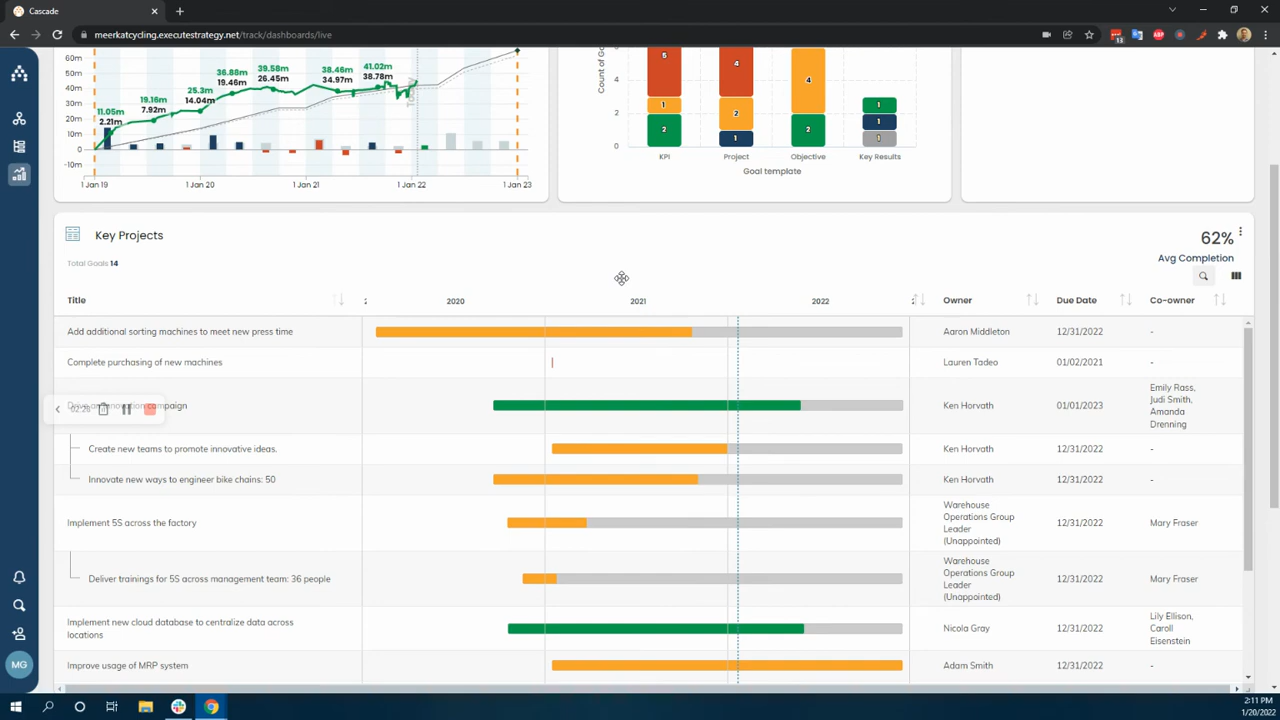 Cascade
meerkatcycling.executestrategy.net/track/dashboards/live
13
60m
50m
40m
30m
20m
10m
0m
-10m
11.05m
2.21m
19.16m
7.92m
25.3m
14.04m
36.88m
19.46m
39.58m
26.45m
38.46m
34.97m
41.02m
38.78m
TODAY
1 Jan 19
1 Jan 20
1 Jan 21
1 Jan 22
1 Jan 23
Count of Goa
4
2
0
5
1
2
4
2
1
4
2
1
1
1
KPI
Project
Objective
Key Results
Goal template
Key Projects
62%
Avg Completion
Total Goals 14
Title
2020
2021
2022
Owner
Due Date
Co-owner
Add additional sorting machines to meet new press time
Aaron Middleton
12/31/2022
-
Complete purchasing of new machines
Lauren Tadeo
01/02/2021
-
campaign
Ken Horvath
01/01/2023
Emily Rass,
Judi Smith,
Amanda
Drenning
Create new teams to promote innovative ideas.
Ken Horvath
12/31/2022
-
Innovate new ways to engineer bike chains: 50
Ken Horvath
12/31/2022
-
Implement 5S across the factory
Warehouse
Operations Group
Leader
(Unappointed)
12/31/2022
Mary Fraser
Deliver trainings for 5S across management team: 36 people
Warehouse
Operations Group
Leader
(Unappointed)
12/31/2022
Mary Fraser
Implement new cloud database to centralize data across
locations
Nicola Gray
12/31/2022
Lily Ellison,
Caroll
Eisenstein
Improve usage of MRP system
Adam Smith
12/31/2022
-
MG
2:11 PM
1/20/2022